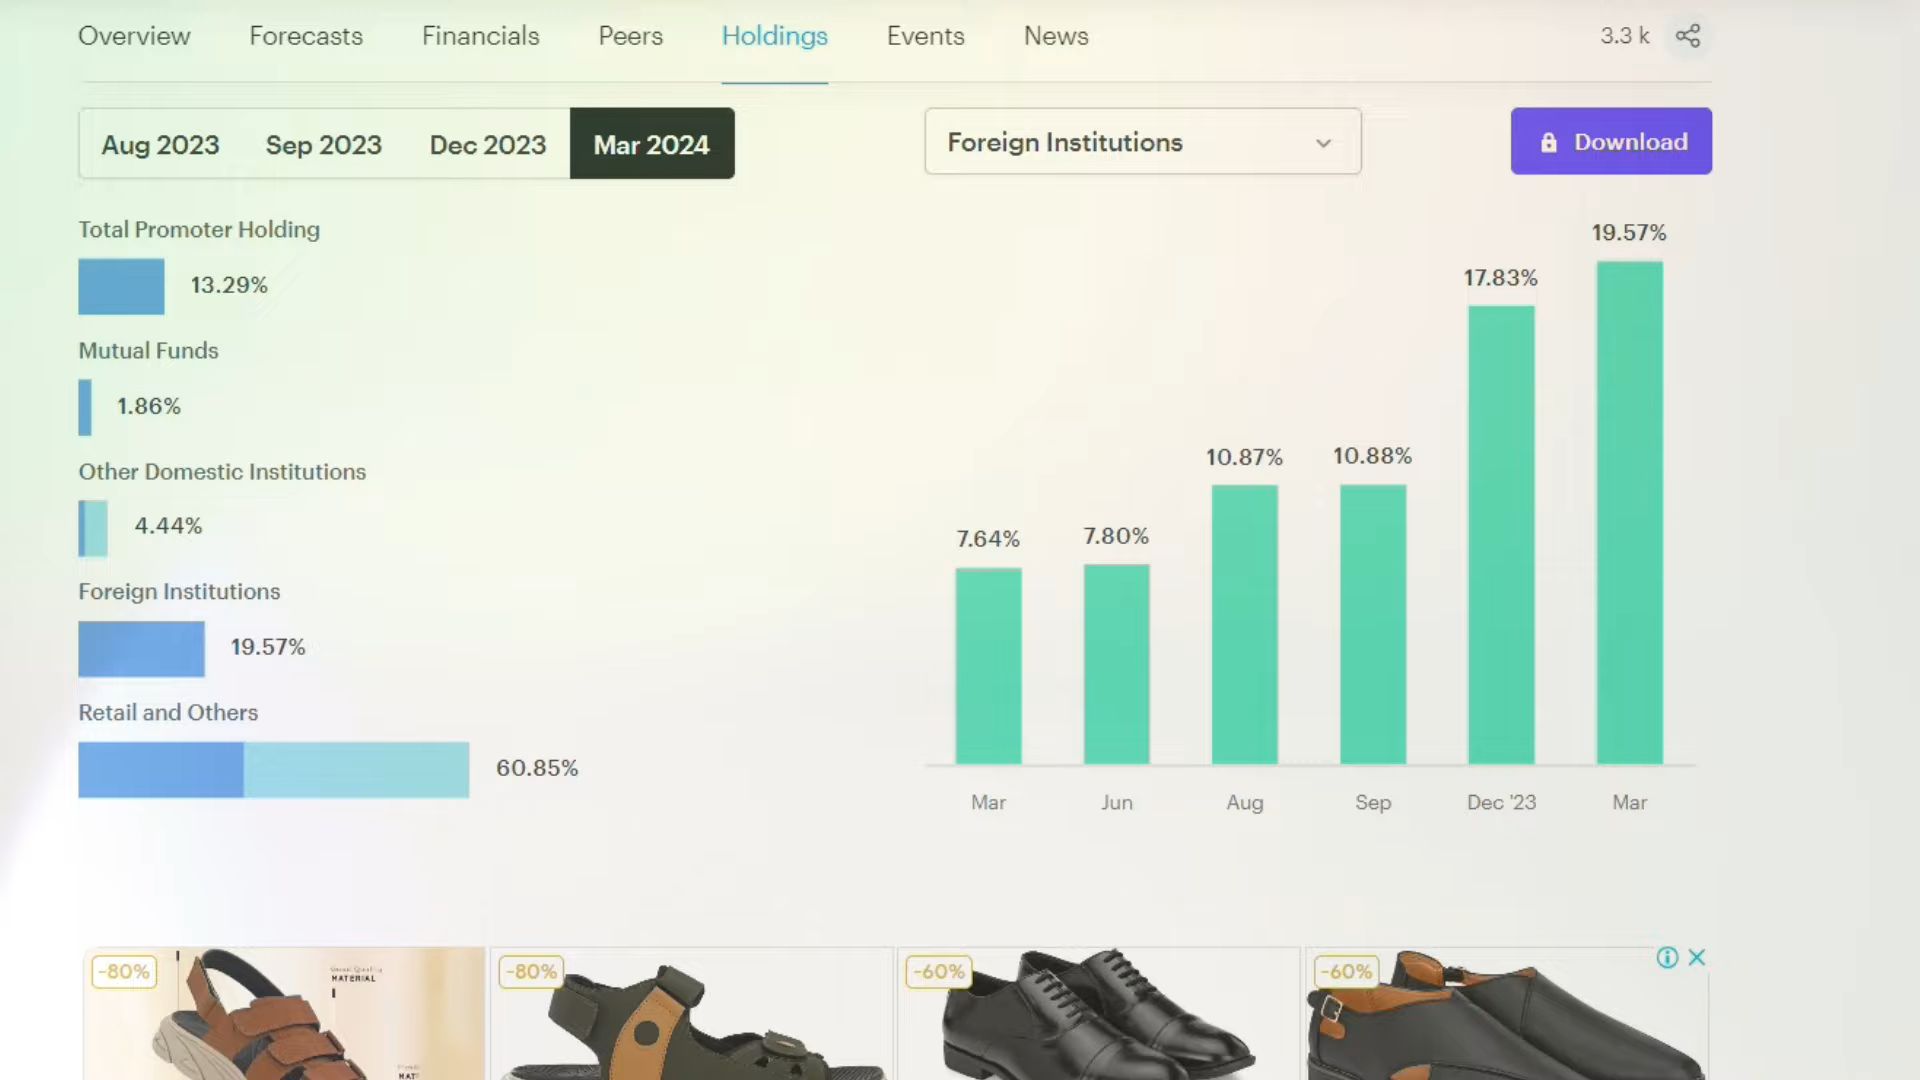 Overview Forecasts Financials Peers Holdings Events News 3.3 k
Aug 2023 Sep 2023 Dec 2023 Mar 2024
Foreign Institutions
Download
Total Promoter Holding
13.29%
Mutual Funds
1.86%
Other Domestic Institutions
4.44%
Foreign Institutions
19.57%
Retail and Others
60.85%
7.64% 7.80% 10.87% 10.88% 17.83% 19.57%
Mar Jun Aug Sep Dec '23 Mar
-80%
MATERIAL
-80%
-60%
-60%